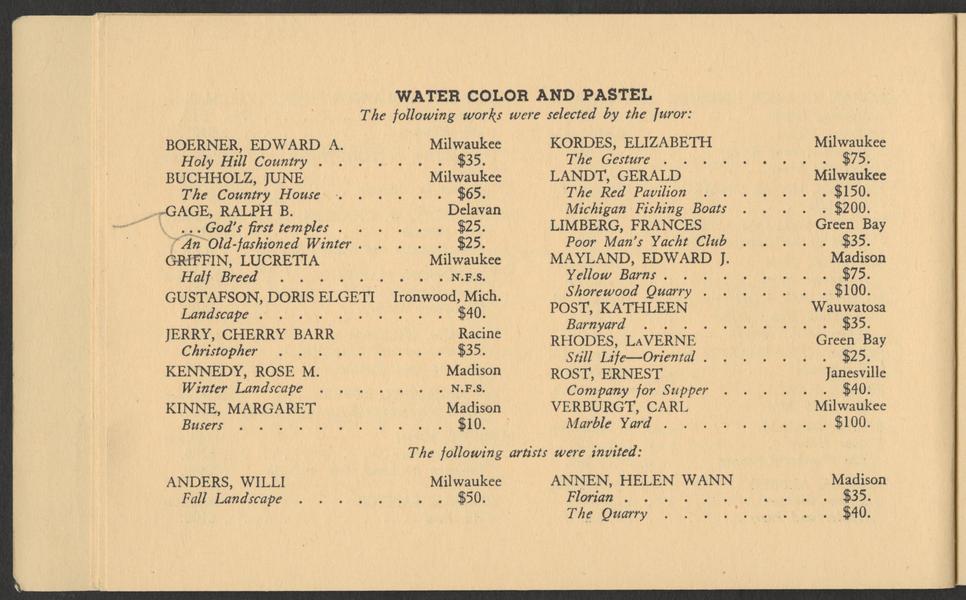 WATER COLOR AND PASTEL
The following works were selected by the Juror:
BOERNER, EDWARD A. Milwaukee
Holy Hill Country . . . . . . . $35.
BUCHHOLZ, JUNE Milwaukee
The Country House . . . . . . $65.
GAGE, RALPH B. Delavan
. . . God's first temples . . . . . . $25.
An Old-fashioned Winter . . . . . $25.
GRIFFIN, LUCRETIA Milwaukee
Half Breed . . . . . . . . . N.F.S.
GUSTAFSON, DORIS ELGETI Ironwood, Mich.
Landscape . . . . . . . . . . $40.
JERRY, CHERRY BARR Racine
Christopher . . . . . . . . . $35.
KENNEDY, ROSE M. Madison
Winter Landscape . . . . . . . N.F.S.
KINNE, MARGARET Madison
Busers . . . . . . . . . . . $10.
KORDES, ELIZABETH Milwaukee
The Gesture . . . . . . . . . $75.
LANDT, GERALD Milwaukee
The Red Pavilion . . . . . . . $150.
Michigan Fishing Boats . . . . . $200.
LIMBERG, FRANCES Green Bay
Poor Man's Yacht Club . . . . . $35.
MAYLAND, EDWARD J. Madison
Yellow Barns . . . . . . . . . $75.
Shorewood Quarry . . . . . . . $100.
POST, KATHLEEN Wauwatosa
Barnyard . . . . . . . . . . $35.
RHODES, LAVERNE Green Bay
Still Life—Oriental . . . . . . . $25.
ROST, ERNEST Janesville
Company for Supper . . . . . . $40.
VERBURGT, CARL Milwaukee
Marble Yard . . . . . . . . . $100.
The following artists were invited:
ANDERS, WILLI Milwaukee
Fall Landscape . . . . . . . . $50.
ANNEN, HELEN WANN Madison
Florian . . . . . . . . . . . $35.
The Quarry . . . . . . . . . $40.